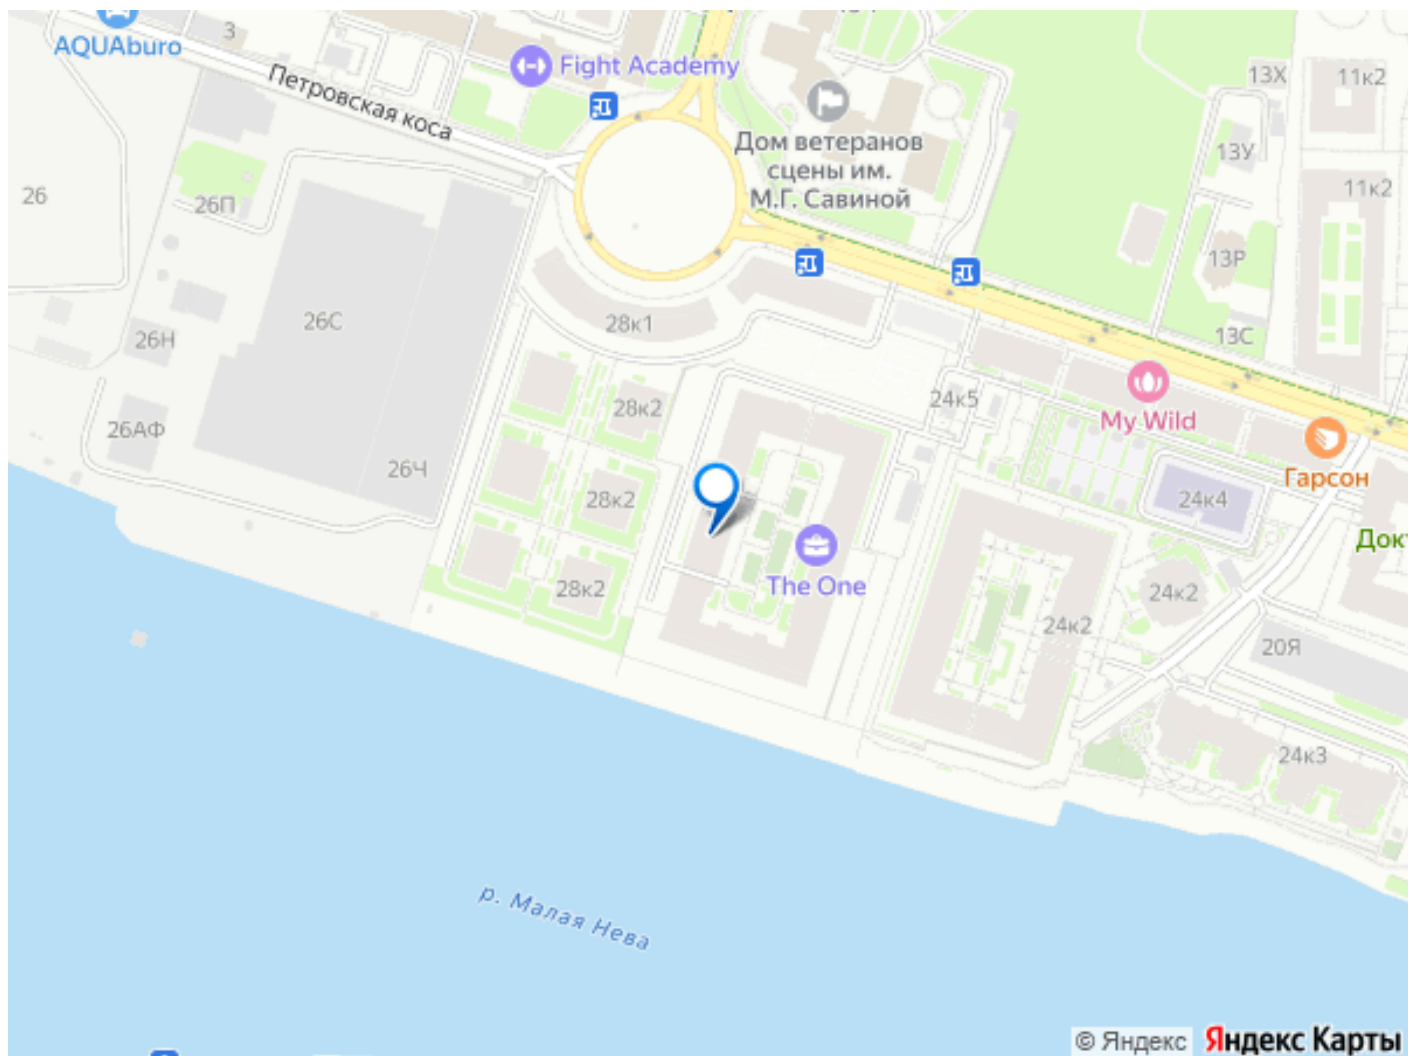 AQUAburo
3
Петровская коса
Fight Academy
Дом ветеранов
сцены им.
М.Г. Савиной
13Х
11к2
13У
11к2
13Р
13С
26
26П
26С
26Н
26АФ
26Ч
28к1
28к2
28к2
28к2
24к5
My Wild
Гарсон
24к4
Док
The One
24к2
24к2
20Я
24к3
р. Малая Нева
© Яндекс Яндекс Карты